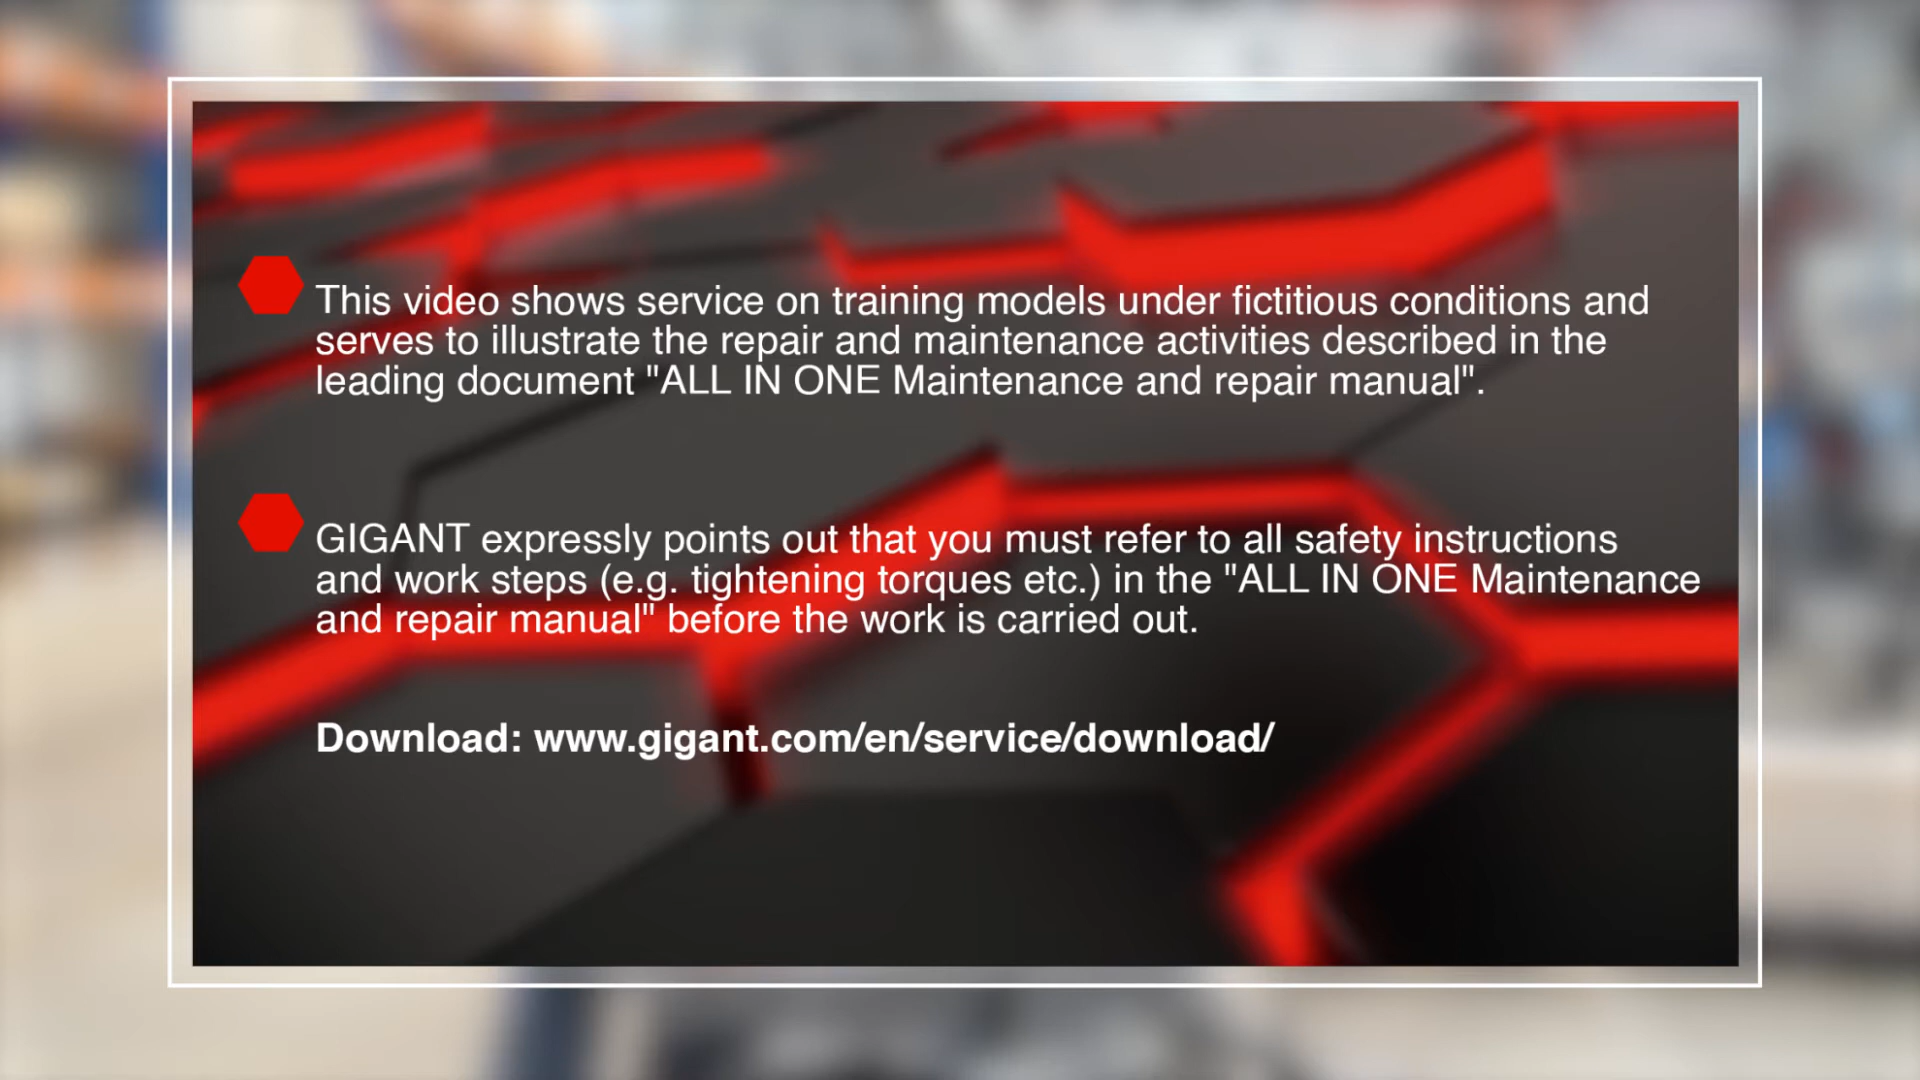 This video shows service on training models under fictitious conditions and
serves to illustrate the repair and maintenance activities described in the
leading document "ALL IN ONE Maintenance and repair manual".
GIGANT expressly points out that you must refer to all safety instructions
and work steps (e.g. tightening torques etc.) in the "ALL IN ONE Maintenance
and repair manual" before the work is carried out.
Download: www.gigant.com/en/service/download/